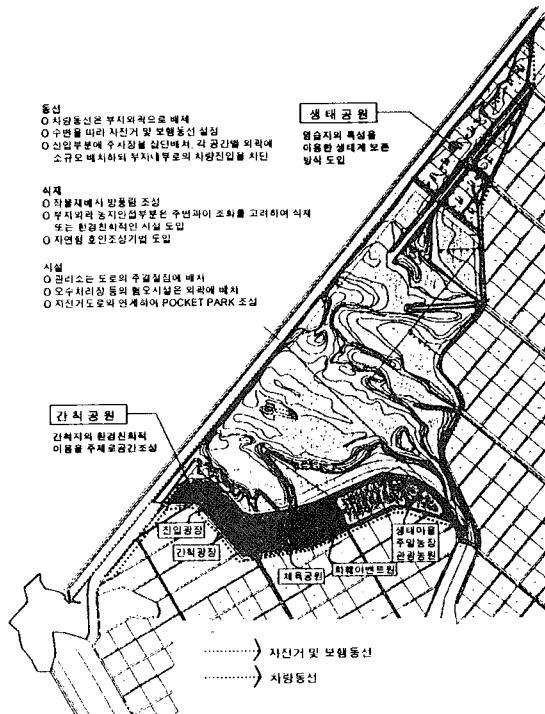 동선
O 차량동선은 부지외곽으로 배제
O 수변을 따라 자전거 및 보행동선 설정
O 진입부분에 주차장을 집단배치, 각 공간별 외곽에
소규모 배치하되 부지내부로의 차량진입을 차단
식재
O 작물재배시 방풍림 조성
O 부지외곽 농지인접부분은 주변과의 조화를 고려하여 식재
또는 환경친화적인 시설 도입
O 자연형 호안조성기법 도입
시설
O 관리소는 도로의 주결절점에 배치
O 오수처리장 등의 혐오시설은 외곽에 배치
O 자전거도로와 연계하여 POCKET PARK 조성
생태공원
염습지의 특성을
이용한 생태계 보존
방식 도입
간척공원
간척지의 환경친화적
이용을 주제로공간조성
진입광장
간척광장
체육공원
화훼이벤트원
생태마을
주말농장
관광농원
자전거 및 보행동선
차량동선